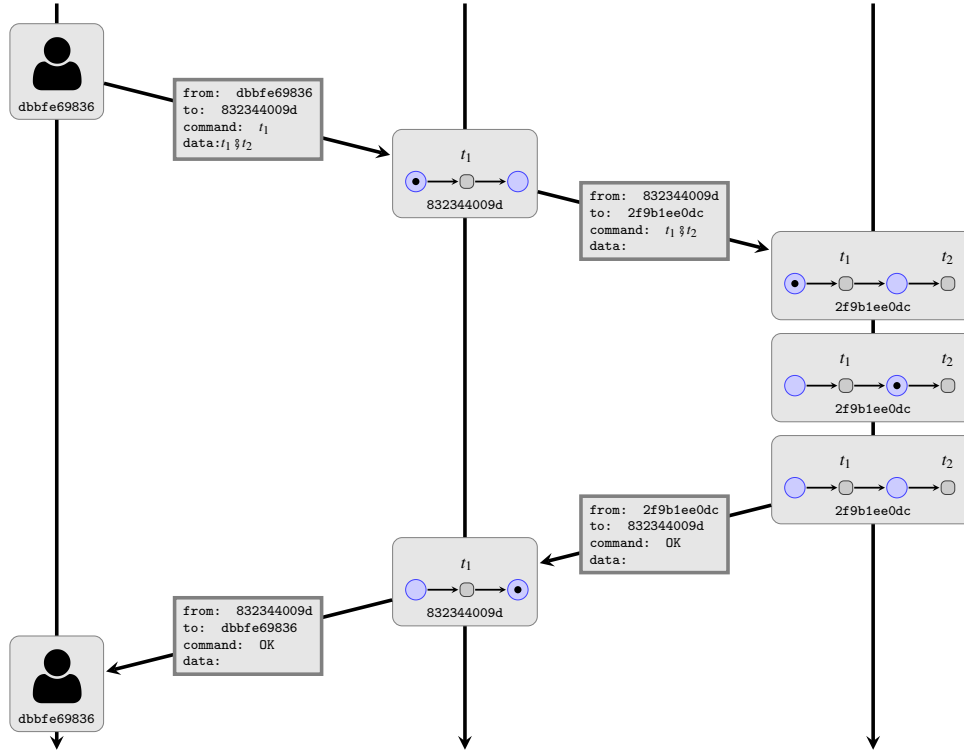 dbbfe69836
from: dbbfe69836
to: 832344009d
command: t₁
data:t₁⨾t₂
t₁
832344009d
from: 832344009d
to: 2f9b1ee0dc
command: t₁⨾t₂
data:
t₁ t₂
2f9b1ee0dc
t₁ t₂
2f9b1ee0dc
t₁ t₂
2f9b1ee0dc
from: 2f9b1ee0dc
to: 832344009d
command: OK
data:
t₁
832344009d
from: 832344009d
to: dbbfe69836
command: OK
data:
dbbfe69836